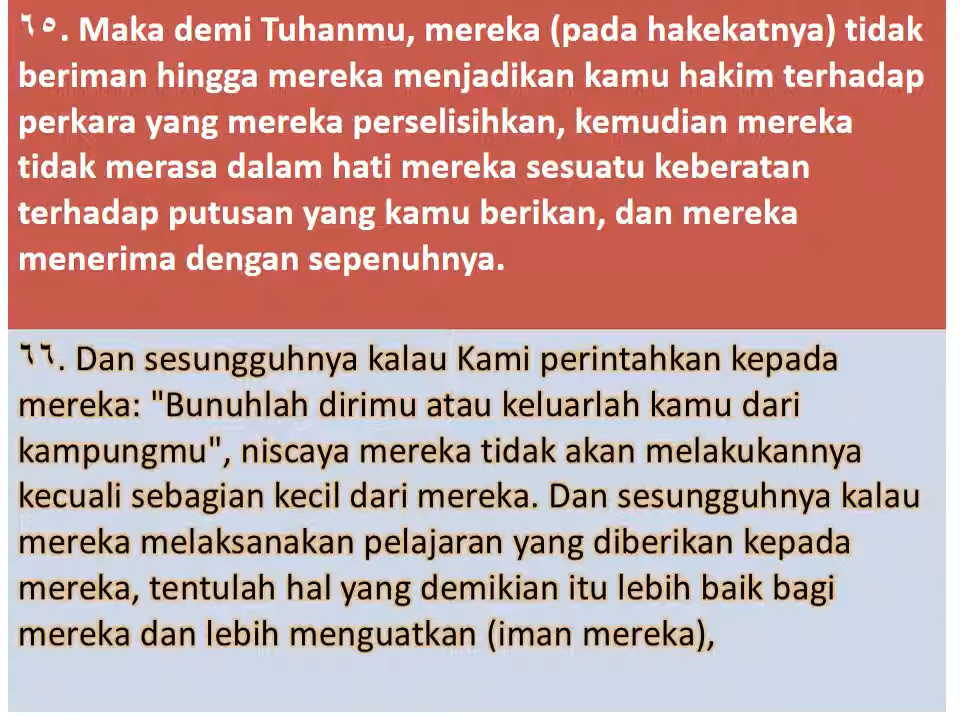 ٦٥. Maka demi Tuhanmu, mereka (pada hakekatnya) tidak
beriman hingga mereka menjadikan kamu hakim terhadap
perkara yang mereka perselisihkan, kemudian mereka
tidak merasa dalam hati mereka sesuatu keberatan
terhadap putusan yang kamu berikan, dan mereka
menerima dengan sepenuhnya.
٦٦. Dan sesungguhnya kalau Kami perintahkan kepada
mereka: "Bunuhlah dirimu atau keluarlah kamu dari
kampungmu", niscaya mereka tidak akan melakukannya
kecuali sebagian kecil dari mereka. Dan sesungguhnya kalau
mereka melaksanakan pelajaran yang diberikan kepada
mereka, tentulah hal yang demikian itu lebih baik bagi
mereka dan lebih menguatkan (iman mereka),